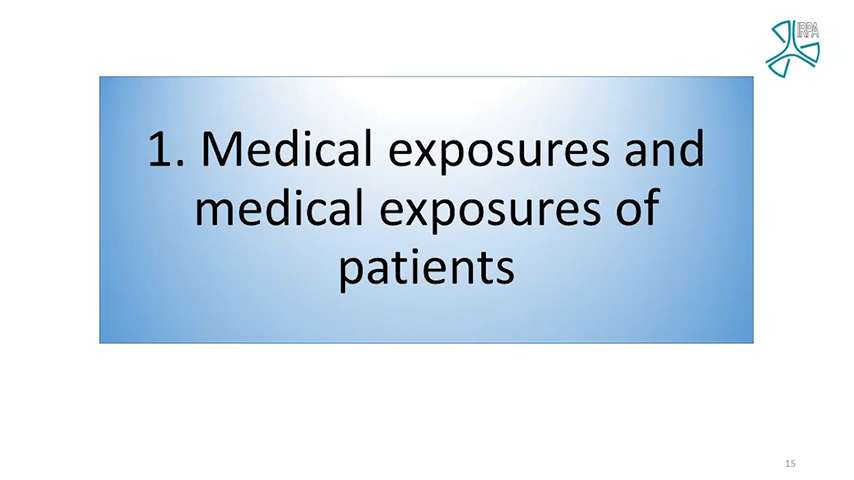 IRPA
1. Medical exposures and
medical exposures of
patients
15